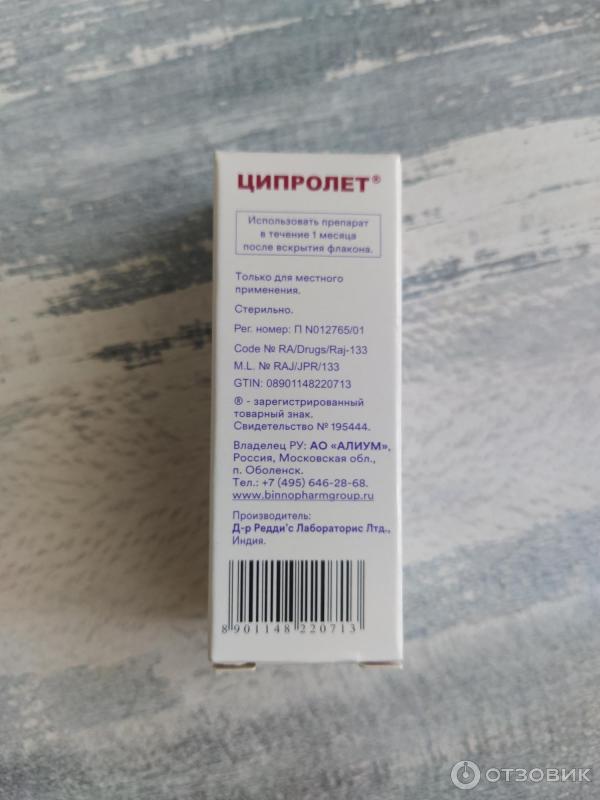 ЦИПРОЛЕТ®
Использовать препарат
в течение 1 месяца
после вскрытия флакона.
Только для местного
применения.
Стерильно.
Рег. номер: П N012765/01
Code № RA/Drugs/Raj-133
M.L. № RAJ/JPR/133
GTIN: 08901148220713
® - зарегистрированный
товарный знак.
Свидетельство № 195444.
Владелец РУ: АО «АЛИУМ»,
Россия, Московская обл.,
п. Оболенск.
Тел.: +7 (495) 646-28-68.
www.binnopharmgroup.ru
Производитель:
Д-р Редди'с Лабораторис Лтд.,
Индия.
8 901148 220713
ОТЗОВИК